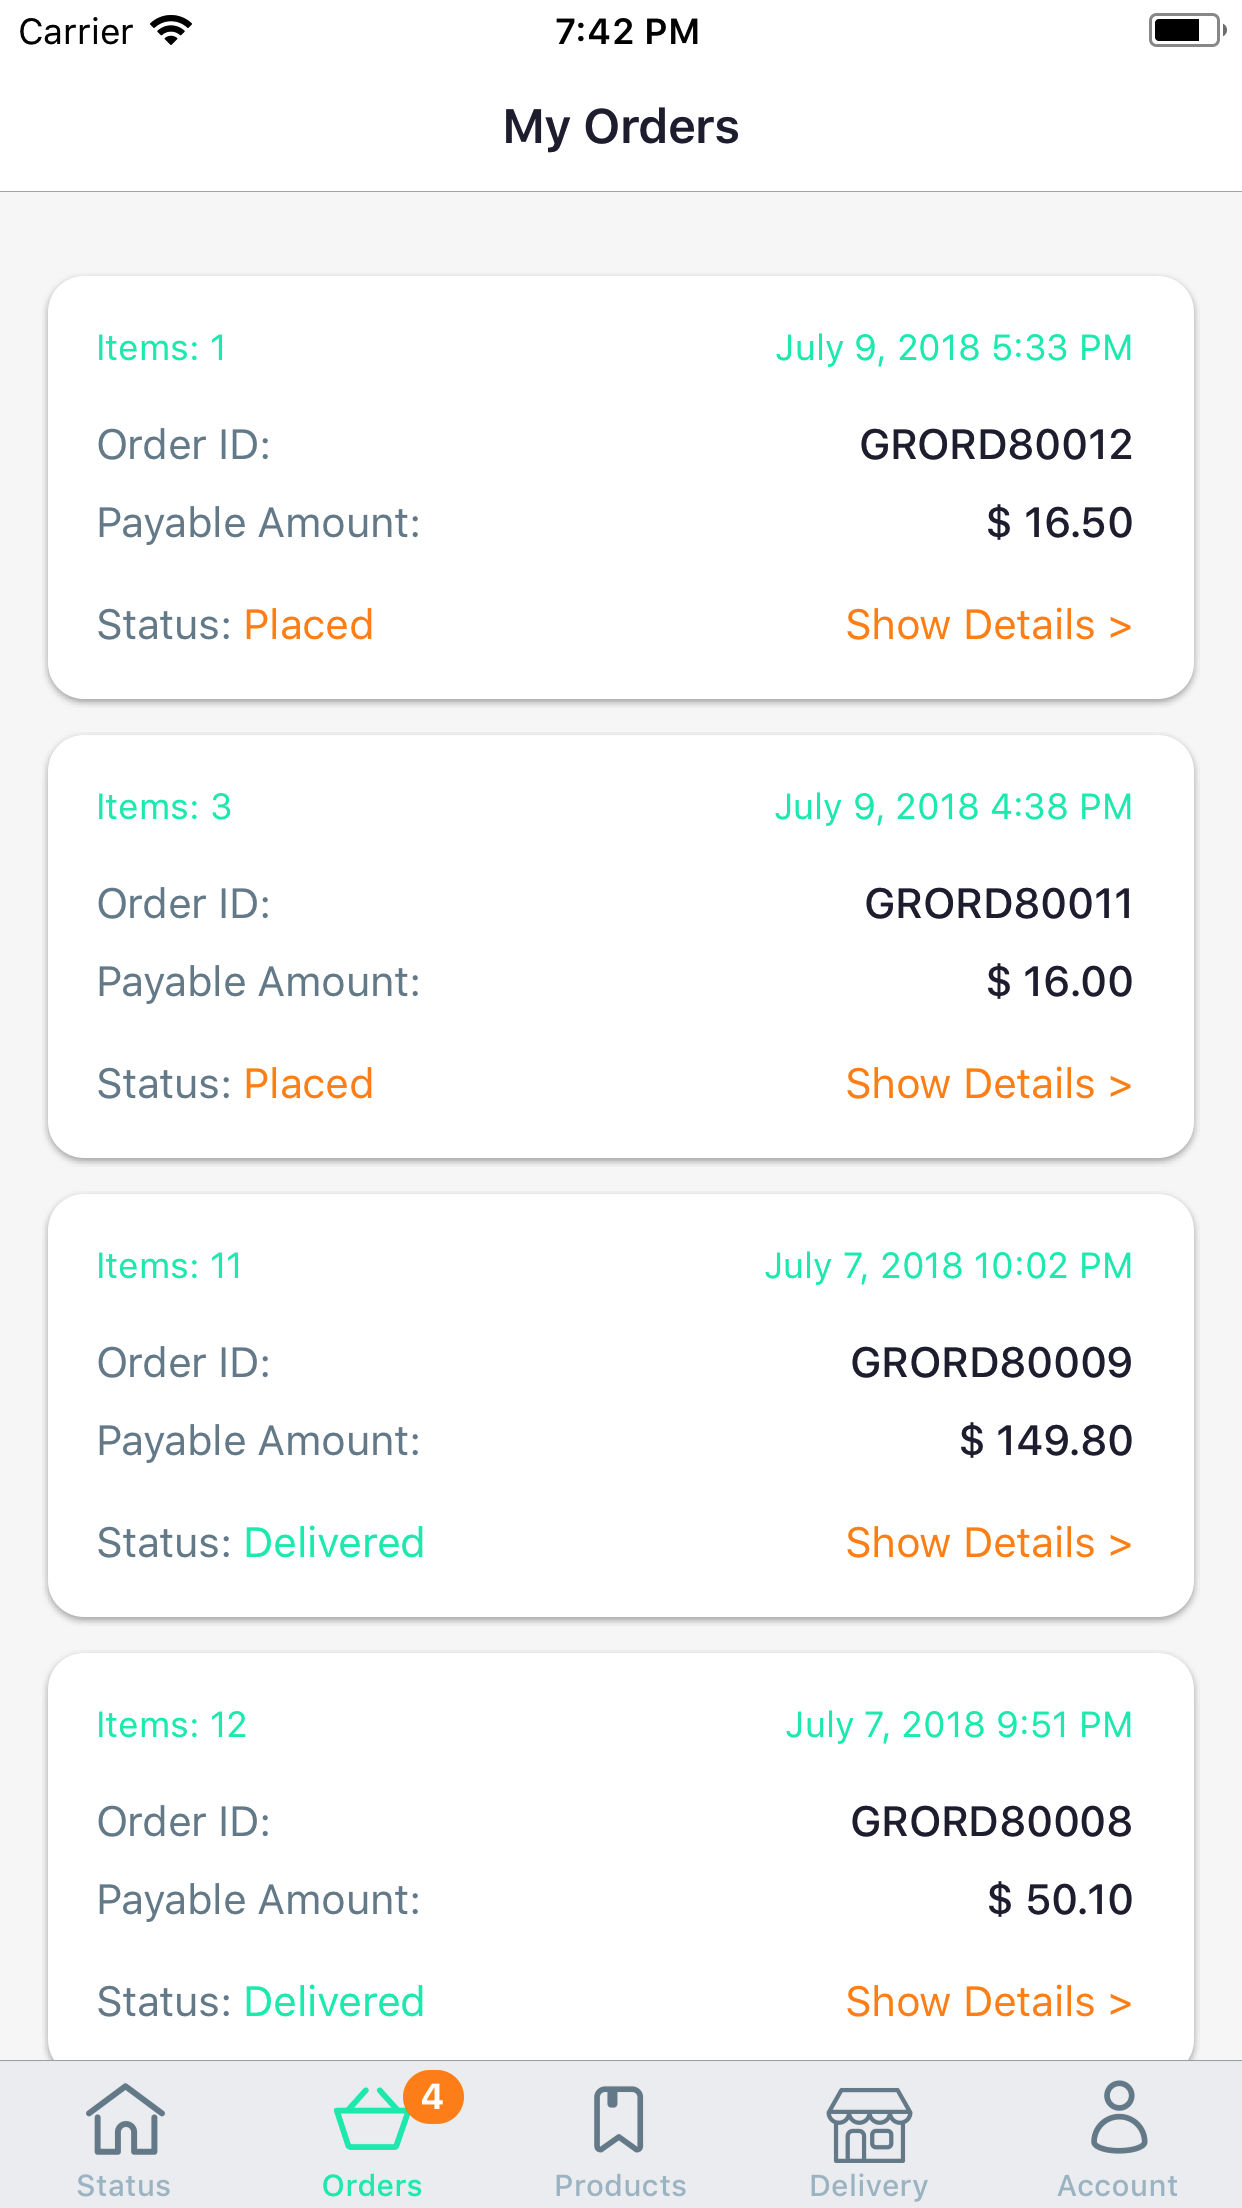 Carrier 7:42 PM
My Orders
Items: 1 July 9, 2018 5:33 PM
Order ID: GRORD80012
Payable Amount: $ 16.50
Status: Placed Show Details >
Items: 3 July 9, 2018 4:38 PM
Order ID: GRORD80011
Payable Amount: $ 16.00
Status: Placed Show Details >
Items: 11 July 7, 2018 10:02 PM
Order ID: GRORD80009
Payable Amount: $ 149.80
Status: Delivered Show Details >
Items: 12 July 7, 2018 9:51 PM
Order ID: GRORD80008
Payable Amount: $ 50.10
Status: Delivered Show Details >
4
Status Orders Products Delivery Account